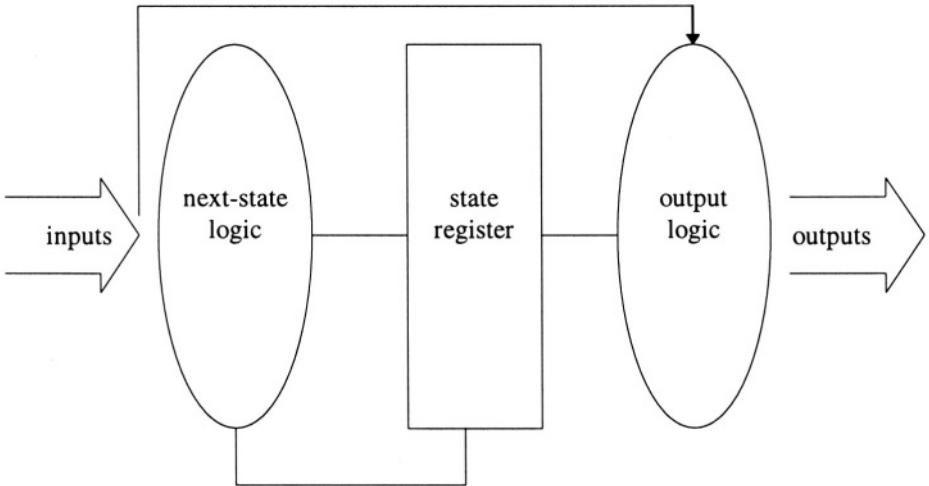 inputs
next-state
logic
state
register
output
logic
outputs